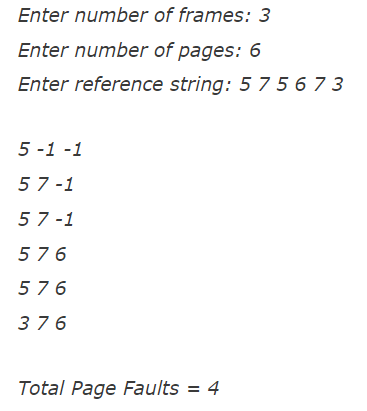 Enter number of frames: 3
Enter number of pages: 6
Enter reference string: 5 7 5 6 7 3
5 -1 -1
5 7 -1
5 7 -1
5 7 6
5 7 6
3 7 6
Total Page Faults = 4